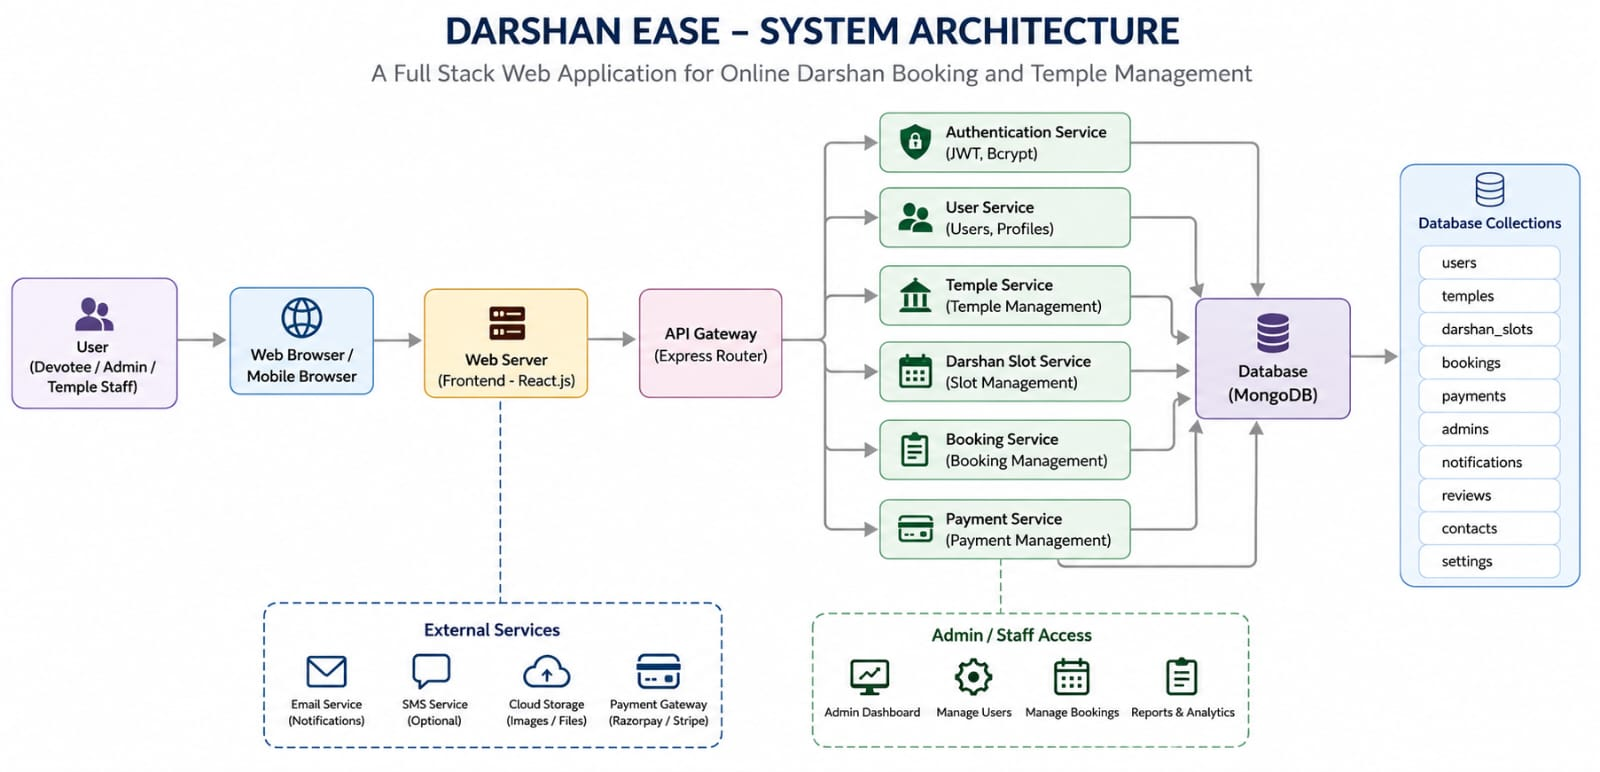 DARSHAN EASE – SYSTEM ARCHITECTURE
A Full Stack Web Application for Online Darshan Booking and Temple Management
User
(Devotee / Admin /
Temple Staff)
Web Browser /
Mobile Browser
Web Server
(Frontend - React.js)
API Gateway
(Express Router)
Authentication Service
(JWT, Bcrypt)
User Service
(Users, Profiles)
Temple Service
(Temple Management)
Darshan Slot Service
(Slot Management)
Booking Service
(Booking Management)
Payment Service
(Payment Management)
Database
(MongoDB)
Database Collections
users
temples
darshan_slots
bookings
payments
admins
notifications
reviews
contacts
settings
External Services
Email Service
(Notifications)
SMS Service
(Optional)
Cloud Storage
(Images / Files)
Payment Gateway
(Razorpay / Stripe)
Admin / Staff Access
Admin Dashboard
Manage Users
Manage Bookings
Reports & Analytics